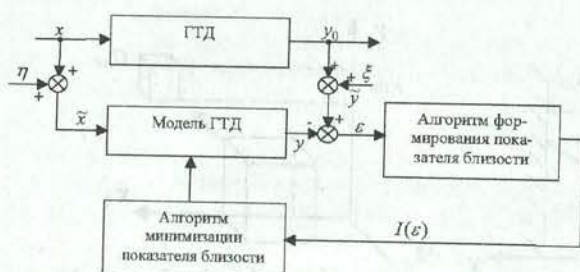 x
ГТД
y₀
+
η
+
+
ξ
+
ỹ
x̃
Модель ГТД
-
+
y
ε
Алгоритм фор-
мирования пока-
зателя близости
Алгоритм
минимизации
показателя близости
I(ε)